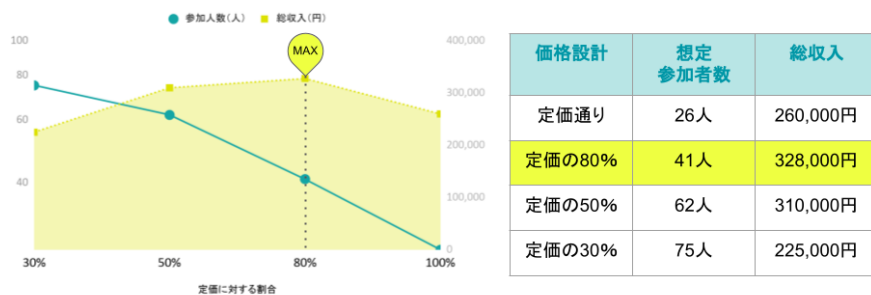 参加人数(人) 総収入(円)
100
80
60
40
400,000
300,000
200,000
100,000
0
MAX
30% 50% 80% 100%
定価に対する割合
価格設計 想定参加者数 総収入
定価通り 26人 260,000円
定価の80% 41人 328,000円
定価の50% 62人 310,000円
定価の30% 75人 225,000円